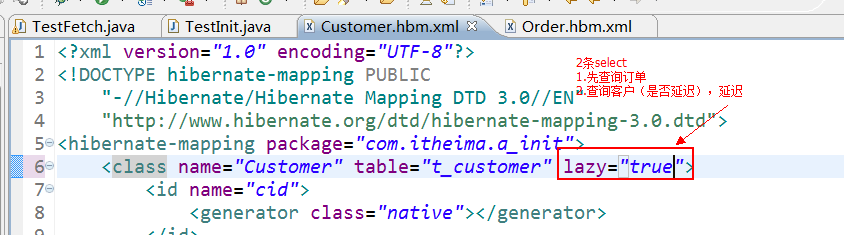 TestFetch.java TestInit.java Customer.hbm.xml Order.hbm.xml
1 <?xml version="1.0" encoding="UTF-8"?>
2 <!DOCTYPE hibernate-mapping PUBLIC
3 "-//Hibernate/Hibernate Mapping DTD 3.0//EN"
4 "http://www.hibernate.org/dtd/hibernate-mapping-3.0.dtd">
5 <hibernate-mapping package="com.itheima.a_init">
6 <class name="Customer" table="t_customer" lazy="true">
7 <id name="cid">
8 <generator class="native"></generator>
9 </id>
2条select
1.先查询订单
2.查询客户（是否延迟），延迟